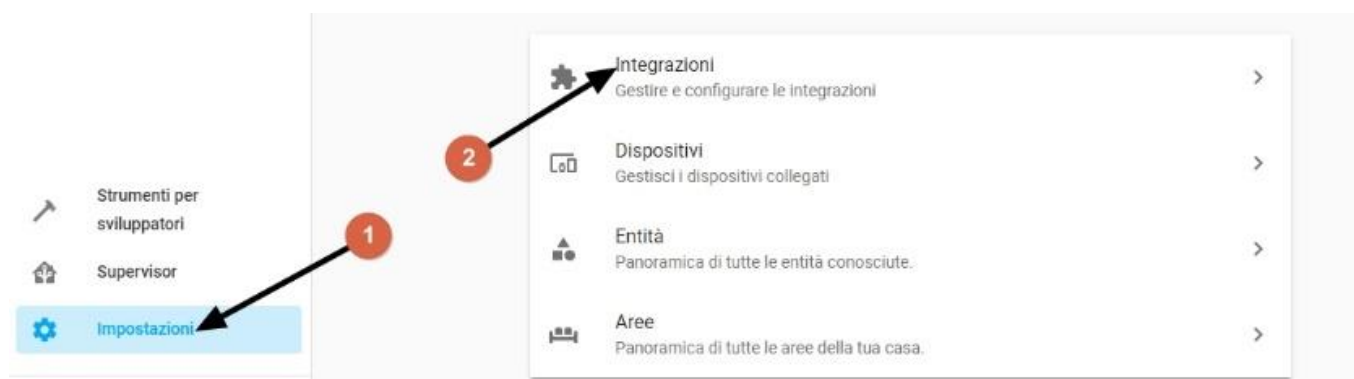 Strumenti per
sviluppatori
Supervisor
Impostazioni
1
2
Integrazioni
Gestire e configurare le integrazioni
Dispositivi
Gestisci i dispositivi collegati
Entità
Panoramica di tutte le entità conosciute.
Aree
Panoramica di tutte le aree della tua casa.